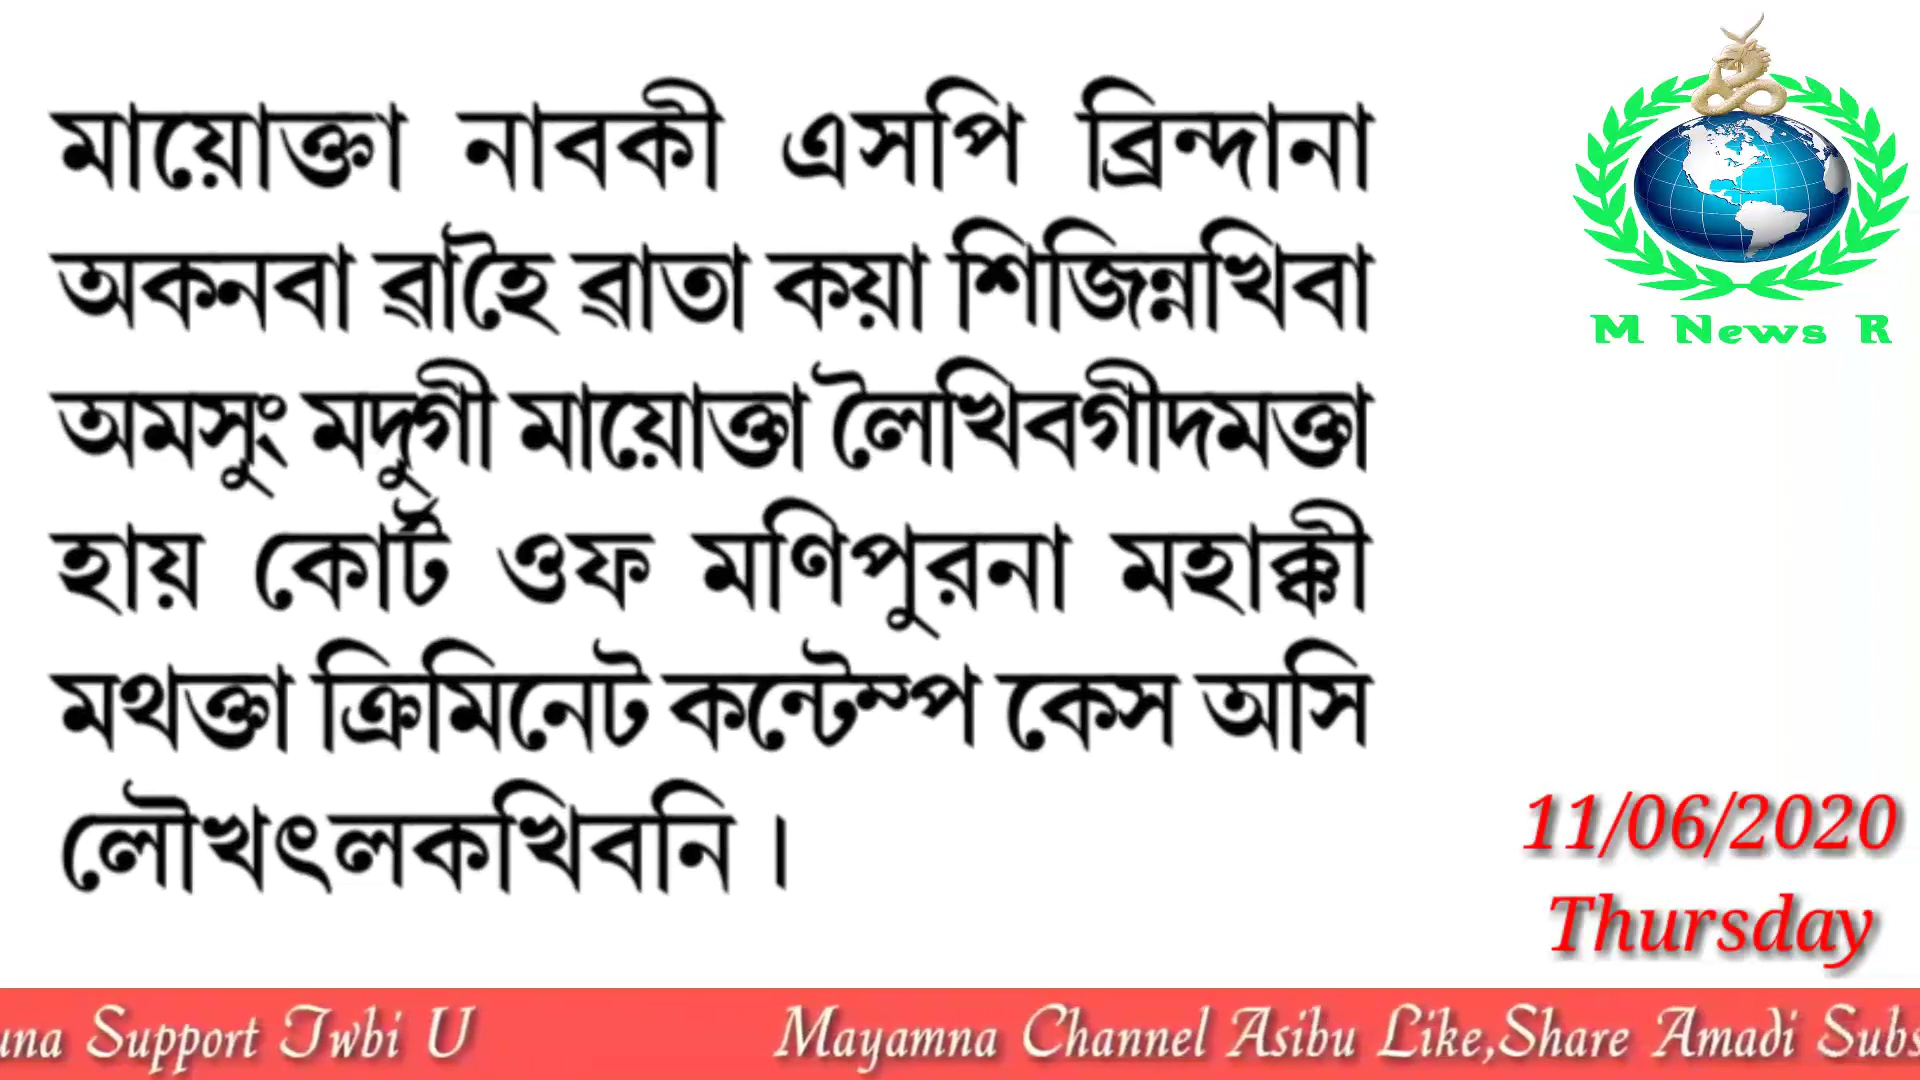 মায়োক্তা নাবকী এসপি ব্রিন্দানা
অকনবা ৱাহৈ ৱাতা কয়া শিজিন্নখিবা
অমসুং মদুগী মায়োক্তা লৈখিবগীদমক্তা
হায় কোর্ট ওফ মণিপুরনা মহাক্কী
মথক্তা ক্রিমিনেট কন্টেম্প কেস অসি
লৌখৎলকখিবনি ।
M News R
11/06/2020
Thursday
una Support Twbi U Mayamna Channel Asibu Like,Share Amadi Subs